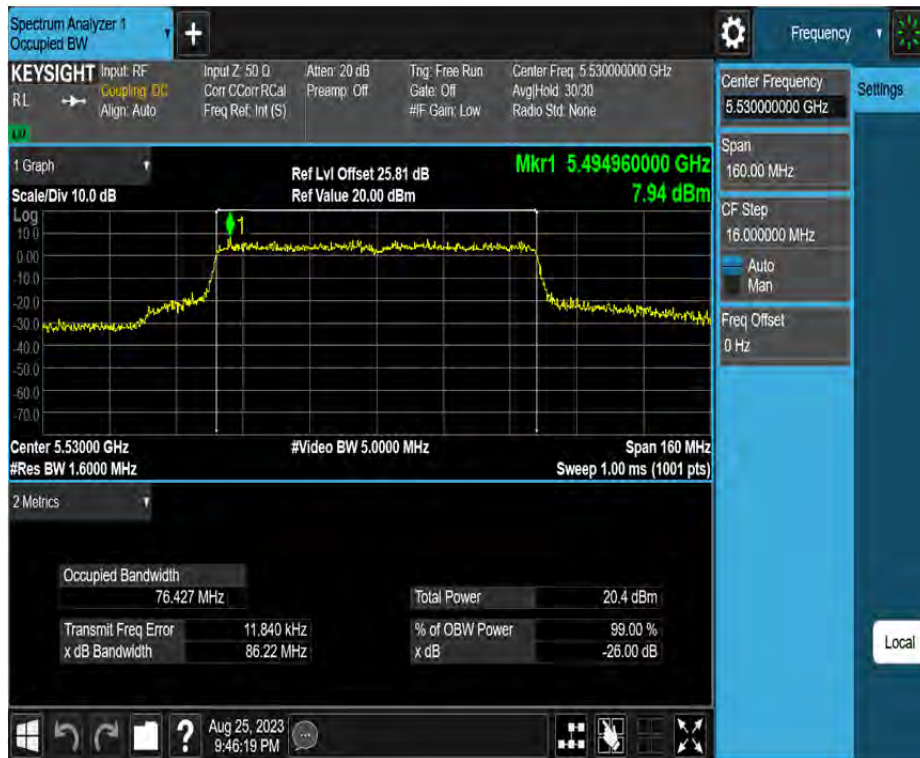 Spectrum Analyzer 1
Occupied BW
Frequency
KEYSIGHT
RL
Input: RF
Coupling: DC
Align: Auto
Input Z: 50 Ω
Corr CCorr RCal
Freq Ref: Int (S)
Atten: 20 dB
Preamp: Off
Trig: Free Run
Gate: Off
#IF Gain: Low
Center Freq: 5.530000000 GHz
Avg|Hold: 30/30
Radio Std: None
Center Frequency
5.530000000 GHz
Settings
Span
160.00 MHz
CF Step
16.000000 MHz
Auto
Man
Freq Offset
0 Hz
1 Graph
Scale/Div 10.0 dB
Ref Lvl Offset 25.81 dB
Ref Value 20.00 dBm
Mkr1 5.494960000 GHz
7.94 dBm
Log
10.0
0.00
-10.0
-20.0
-30.0
-40.0
-50.0
-60.0
-70.0
1
Center 5.53000 GHz
#Res BW 1.6000 MHz
#Video BW 5.0000 MHz
Span 160 MHz
Sweep 1.00 ms (1001 pts)
2 Metrics
Occupied Bandwidth
76.427 MHz
Total Power 20.4 dBm
Transmit Freq Error 11.840 kHz
% of OBW Power 99.00 %
x dB Bandwidth 86.22 MHz
x dB -26.00 dB
Local
Aug 25, 2023
9:46:19 PM